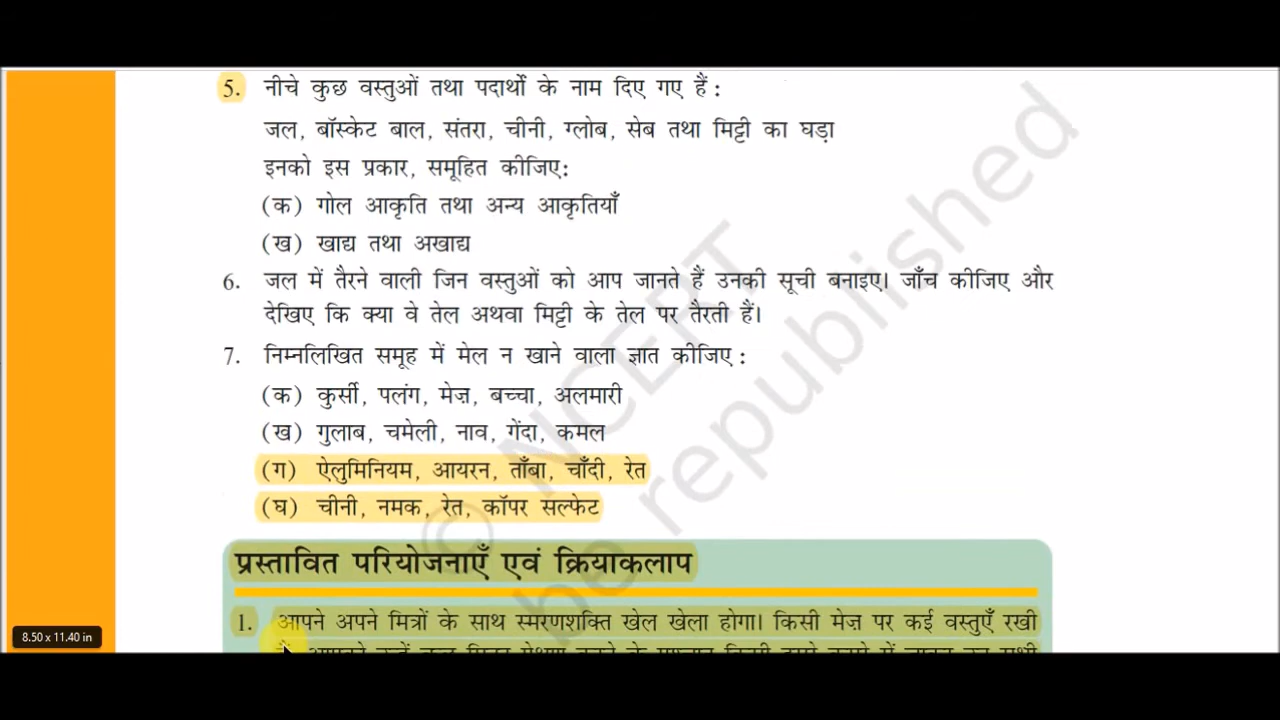 5. नीचे कुछ वस्तुओं तथा पदार्थों के नाम दिए गए हैं :
जल, बॉस्केट बाल, संतरा, चीनी, ग्लोब, सेब तथा मिट्टी का घड़ा
इनको इस प्रकार, समूहित कीजिए:
(क) गोल आकृति तथा अन्य आकृतियाँ
(ख) खाद्य तथा अखाद्य
6. जल में तैरने वाली जिन वस्तुओं को आप जानते हैं उनकी सूची बनाइए। जाँच कीजिए और
देखिए कि क्या वे तेल अथवा मिट्टी के तेल पर तैरती हैं।
7. निम्नलिखित समूह में मेल न खाने वाला ज्ञात कीजिए :
(क) कुर्सी, पलंग, मेज़, बच्चा, अलमारी
(ख) गुलाब, चमेली, नाव, गेंदा, कमल
(ग) ऐलुमिनियम, आयरन, ताँबा, चाँदी, रेत
(घ) चीनी, नमक, रेत, कॉपर सल्फेट
प्रस्तावित परियोजनाएँ एवं क्रियाकलाप
1. आपने अपने मित्रों के साथ स्मरणशक्ति खेल खेला होगा। किसी मेज़ पर कई वस्तुएँ रखी
8.50 x 11.40 in
© NCERT
be republished